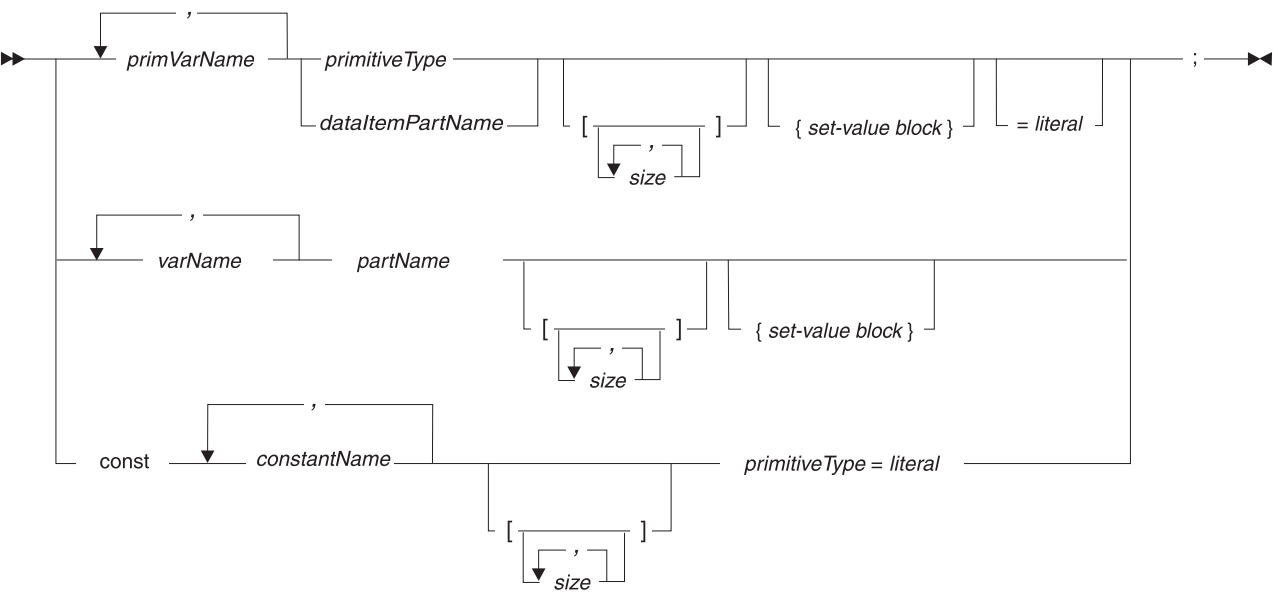 ,
primVarName primitiveType ;
dataItemPartName [ ] { set-value block } = literal
,
size
,
varName partName
[ ] { set-value block }
,
size
,
const constantName primitiveType = literal
[ ]
,
size